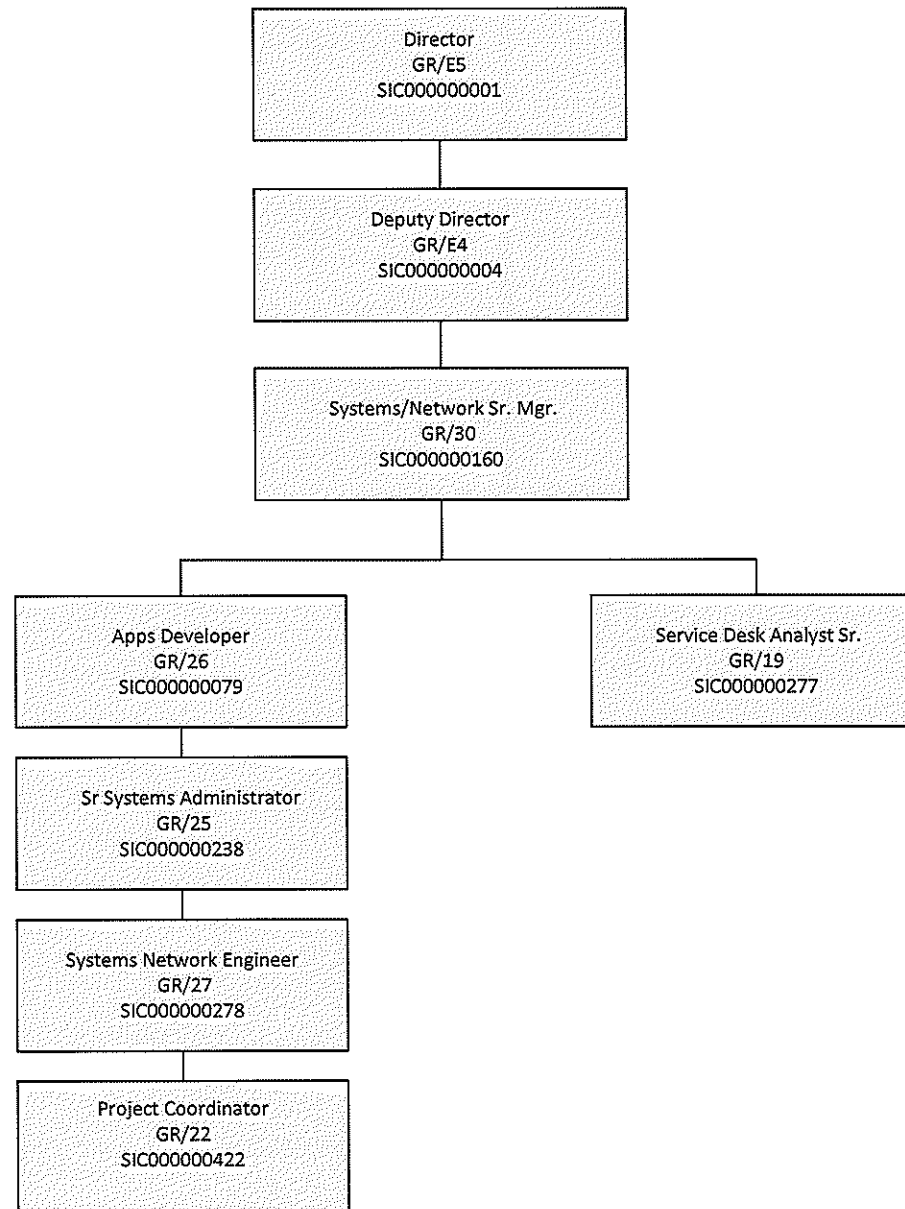 Director
GR/E5
SIC000000001
Deputy Director
GR/E4
SIC000000004
Systems/Network Sr. Mgr.
GR/30
SIC000000160
Apps Developer
GR/26
SIC000000079
Service Desk Analyst Sr.
GR/19
SIC000000277
Sr Systems Administrator
GR/25
SIC000000238
Systems Network Engineer
GR/27
SIC000000278
Project Coordinator
GR/22
SIC000000422